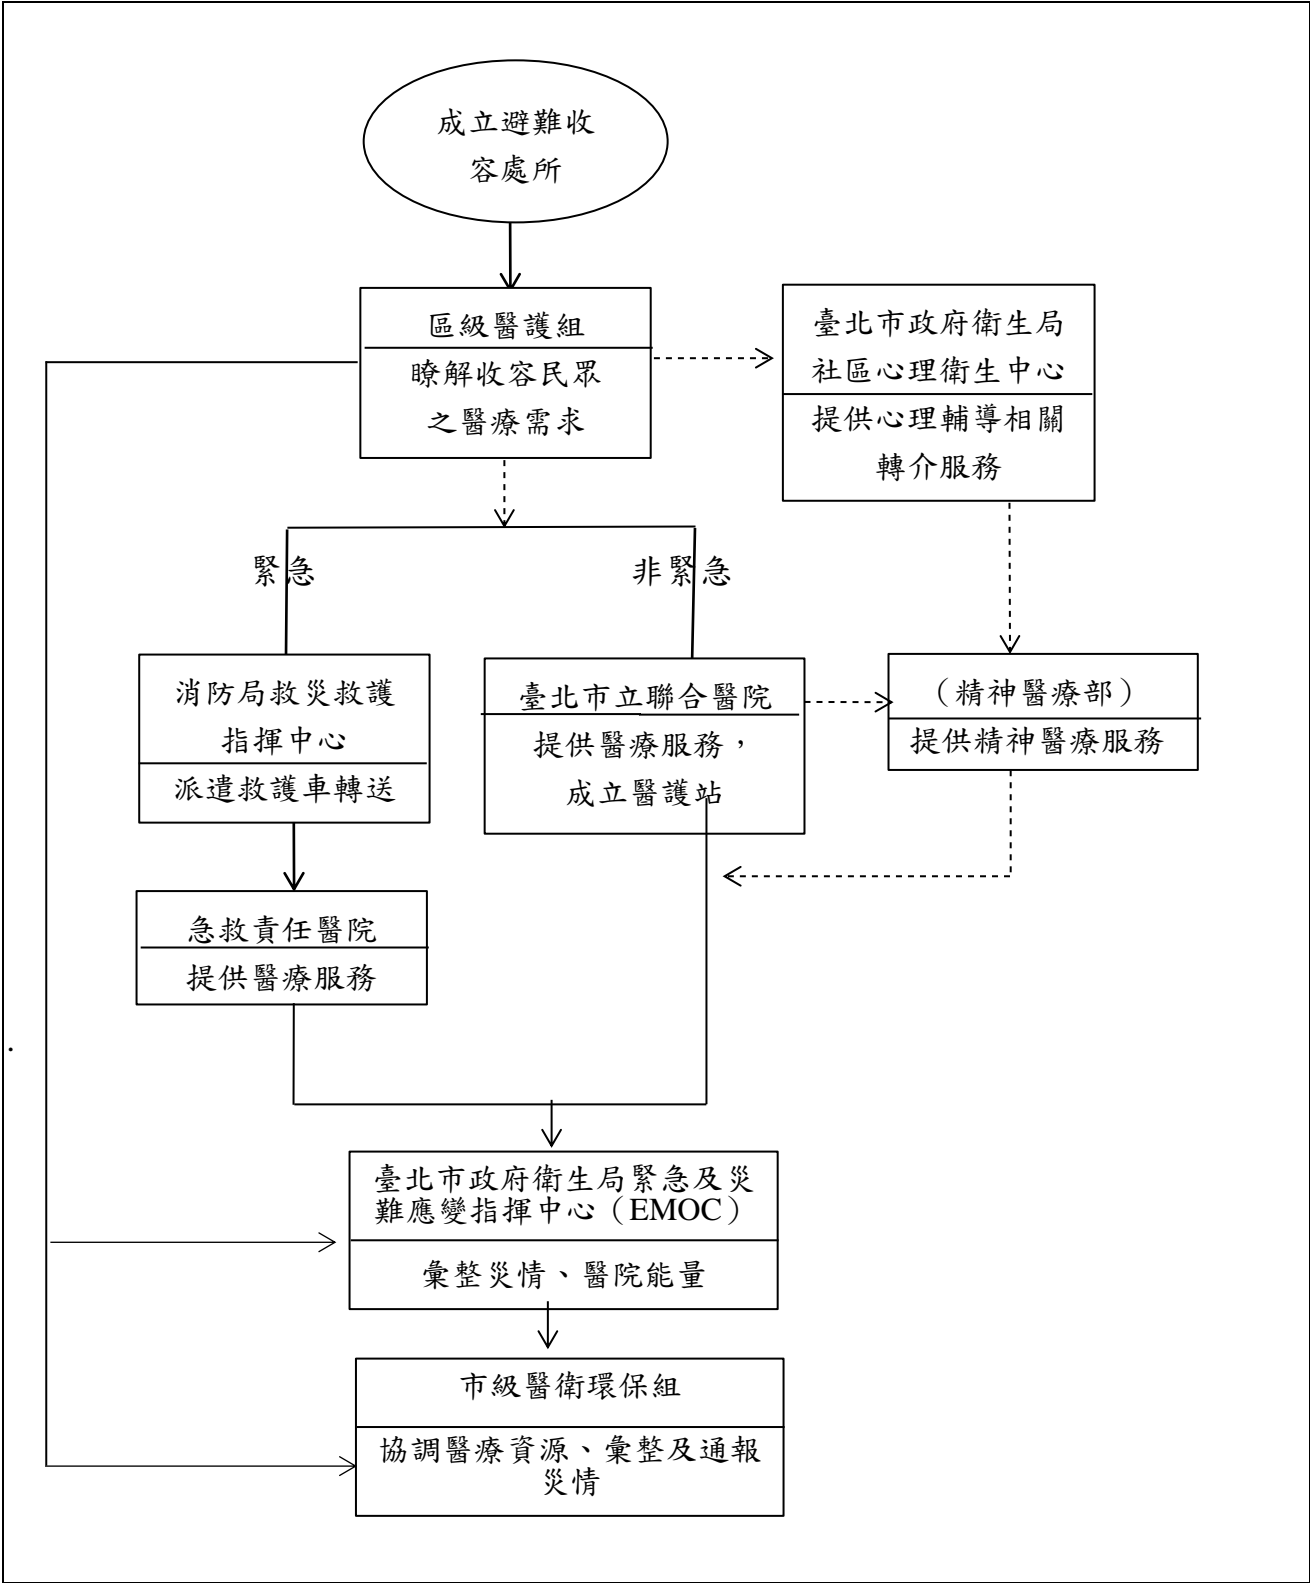 成立避難收
容處所
區級醫護組
瞭解收容民眾
之醫療需求
臺北市政府衛生局
社區心理衛生中心
提供心理輔導相關
轉介服務
緊急
非緊急
消防局救災救護
指揮中心
派遣救護車轉送
臺北市立聯合醫院
提供醫療服務，
成立醫護站
（精神醫療部）
提供精神醫療服務
急救責任醫院
提供醫療服務
.
臺北市政府衛生局緊急及災
難應變指揮中心（EMOC）
彙整災情、醫院能量
市級醫衛環保組
協調醫療資源、彙整及通報
災情